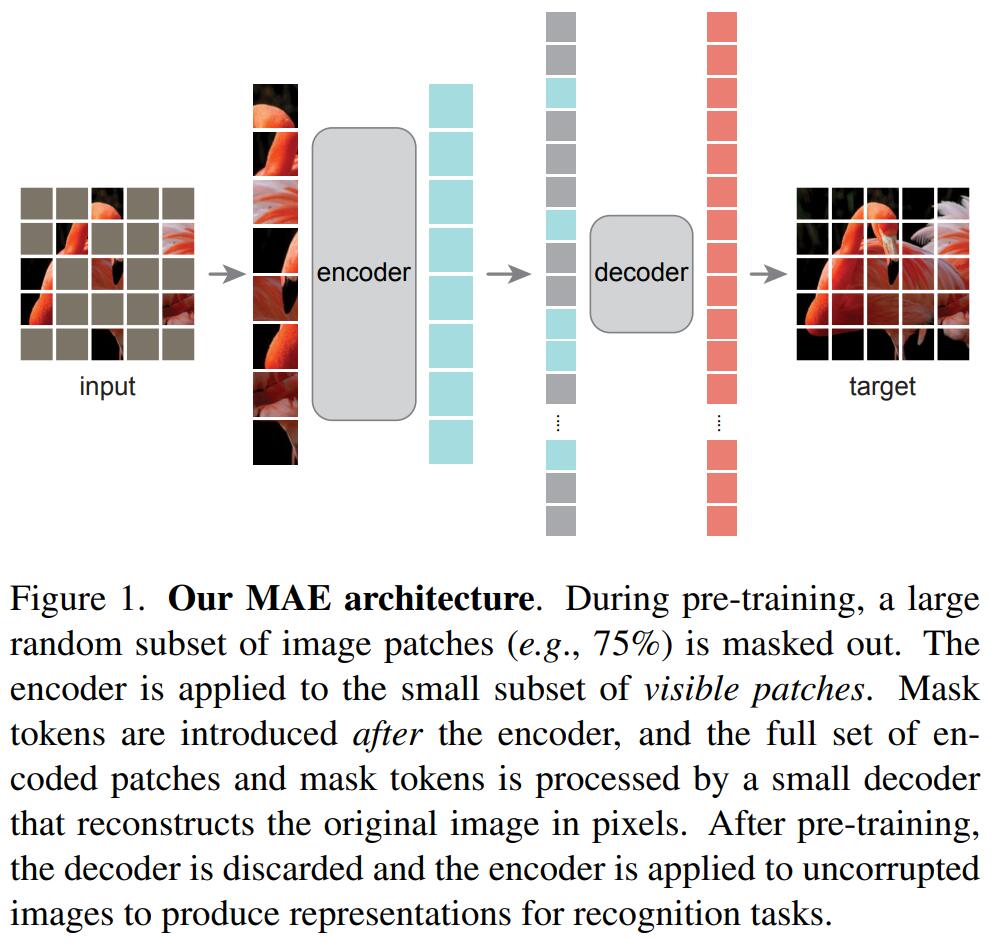 input
encoder
decoder
target
Figure 1. Our MAE architecture. During pre-training, a large
random subset of image patches (e.g., 75%) is masked out. The
encoder is applied to the small subset of visible patches. Mask
tokens are introduced after the encoder, and the full set of en-
coded patches and mask tokens is processed by a small decoder
that reconstructs the original image in pixels. After pre-training,
the decoder is discarded and the encoder is applied to uncorrupted
images to produce representations for recognition tasks.